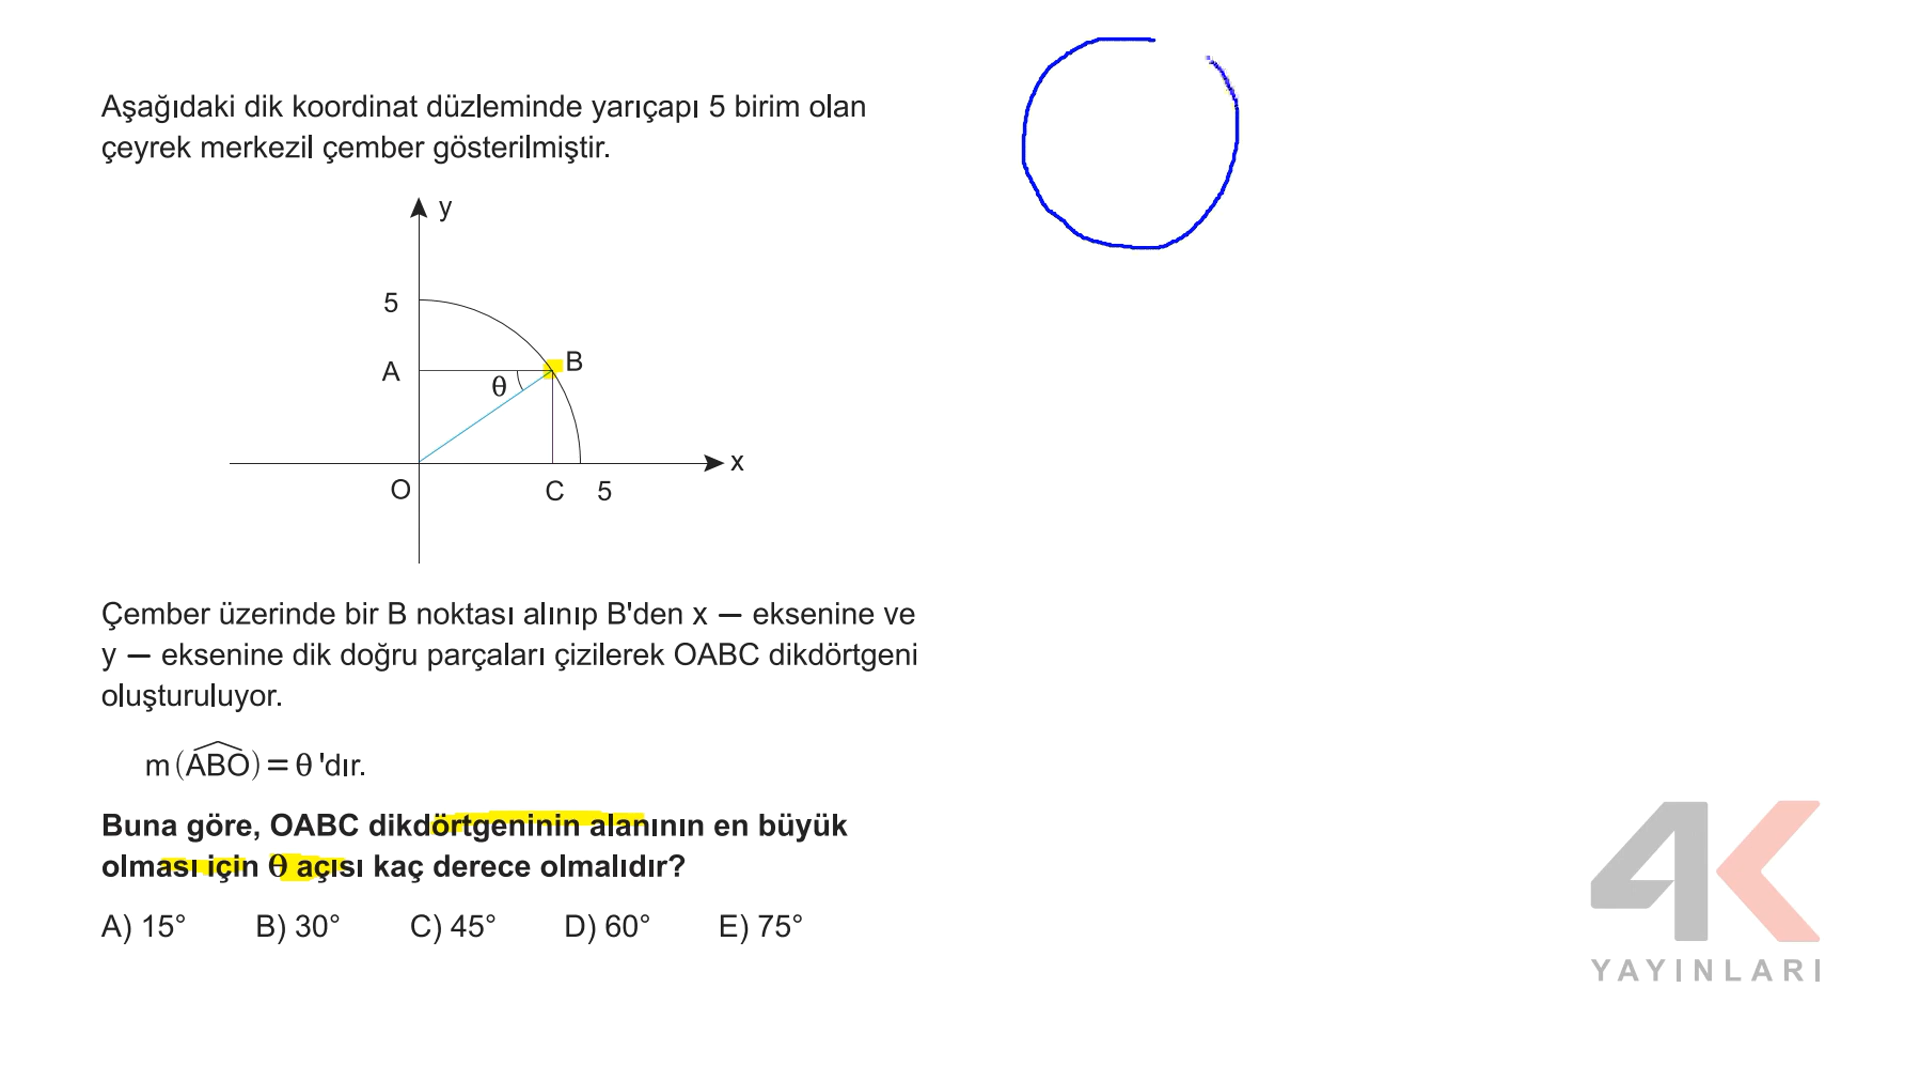 Aşağıdaki dik koordinat düzleminde yarıçapı 5 birim olan
çeyrek merkezil çember gösterilmiştir.
y
5
A
B
θ
x
O
C 5
Çember üzerinde bir B noktası alınıp B'den x — eksenine ve
y — eksenine dik doğru parçaları çizilerek OABC dikdörtgeni
oluşturuluyor.
m(ABO) = θ 'dır.
Buna göre, OABC dikdörtgeninin alanının en büyük
olması için θ açısı kaç derece olmalıdır?
A) 15° B) 30° C) 45° D) 60° E) 75°
4K
YAYINLARI